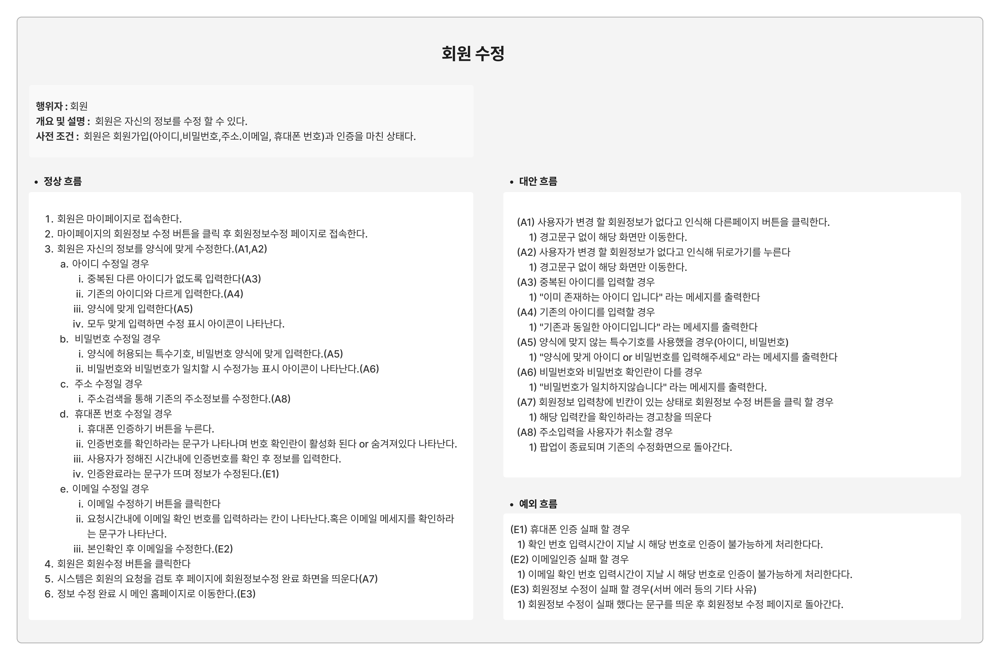 회원 수정
행위자 : 회원
개요 및 설명 : 회원은 자신의 정보를 수정 할 수 있다.
사전 조건 : 회원은 회원가입(아이디,비밀번호,주소.이메일, 휴대폰 번호)과 인증을 마친 상태다.
• 정상 흐름
1. 회원은 마이페이지로 접속한다.
2. 마이페이지의 회원정보 수정 버튼을 클릭 후 회원정보수정 페이지로 접속한다.
3. 회원은 자신의 정보를 양식에 맞게 수정한다.(A1,A2)
a. 아이디 수정일 경우
i. 중복된 다른 아이디가 없도록 입력한다(A3)
ii. 기존의 아이디와 다르게 입력한다.(A4)
iii. 양식에 맞게 입력한다(A5)
iv. 모두 맞게 입력하면 수정 표시 아이콘이 나타난다.
b. 비밀번호 수정일 경우
i. 양식에 허용되는 특수기호, 비밀번호 양식에 맞게 입력한다.(A5)
ii. 비밀번호와 비밀번호가 일치할 시 수정가능 표시 아이콘이 나타난다.(A6)
c. 주소 수정일 경우
i. 주소검색을 통해 기존의 주소정보를 수정한다.(A8)
d. 휴대폰 번호 수정일 경우
i. 휴대폰 인증하기 버튼을 누른다.
ii. 인증번호를 확인하라는 문구가 나타나며 번호 확인란이 활성화 된다 or 숨겨져있다 나타난다.
iii. 사용자가 정해진 시간내에 인증번호를 확인 후 정보를 입력한다.
iv. 인증완료라는 문구가 뜨며 정보가 수정된다.(E1)
e. 이메일 수정일 경우
i. 이메일 수정하기 버튼을 클릭한다
ii. 요청시간내에 이메일 확인 번호를 입력하라는 칸이 나타난다.혹은 이메일 메세지를 확인하라
는 문구가 나타난다.
iii. 본인확인 후 이메일을 수정한다.(E2)
4. 회원은 회원수정 버튼을 클릭한다
5. 시스템은 회원의 요청을 검토 후 페이지에 회원정보수정 완료 화면을 띄운다(A7)
6. 정보 수정 완료 시 메인 홈페이지로 이동한다.(E3)
• 대안 흐름
(A1) 사용자가 변경 할 회원정보가 없다고 인식해 다른페이지 버튼을 클릭한다.
1) 경고문구 없이 해당 화면만 이동한다.
(A2) 사용자가 변경 할 회원정보가 없다고 인식해 뒤로가기를 누른다
1) 경고문구 없이 해당 화면만 이동한다.
(A3) 중복된 아이디를 입력할 경우
1) "이미 존재하는 아이디 입니다" 라는 메세지를 출력한다
(A4) 기존의 아이디를 입력할 경우
1) "기존과 동일한 아이디입니다" 라는 메세지를 출력한다
(A5) 양식에 맞지 않는 특수기호를 사용했을 경우(아이디, 비밀번호)
1) "양식에 맞게 아이디 or 비밀번호를 입력해주세요" 라는 메세지를 출력한다
(A6) 비밀번호와 비밀번호 확인란이 다를 경우
1) "비밀번호가 일치하지않습니다" 라는 메세지를 출력한다.
(A7) 회원정보 입력창에 빈칸이 있는 상태로 회원정보 수정 버튼을 클릭 할 경우
1) 해당 입력칸을 확인하라는 경고창을 띄운다
(A8) 주소입력을 사용자가 취소할 경우
1) 팝업이 종료되며 기존의 수정화면으로 돌아간다.
• 예외 흐름
(E1) 휴대폰 인증 실패 할 경우
1) 확인 번호 입력시간이 지날 시 해당 번호로 인증이 불가능하게 처리한다다.
(E2) 이메일인증 실패 할 경우
1) 이메일 확인 번호 입력시간이 지날 시 해당 번호로 인증이 불가능하게 처리한다다.
(E3) 회원정보 수정이 실패 할 경우(서버 에러 등의 기타 사유)
1) 회원정보 수정이 실패 했다는 문구를 띄운 후 회원정보 수정 페이지로 돌아간다.